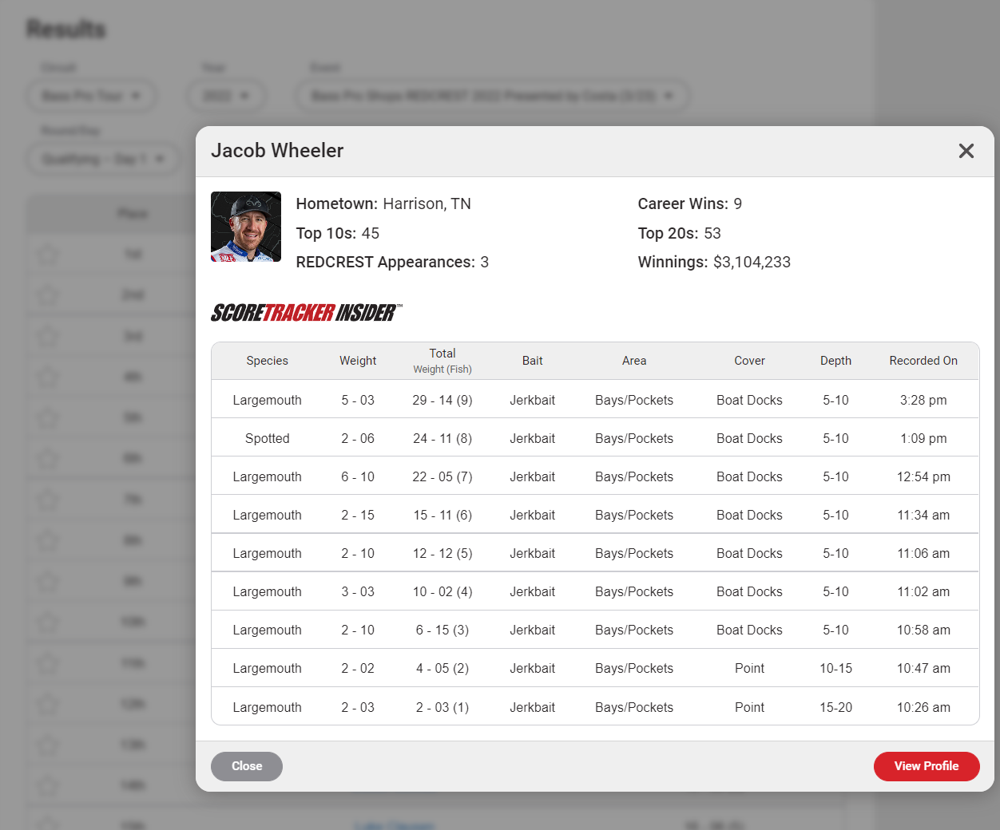 Results
Circuit Year Event
Bass Pro Tour 2022 Bass Pro Shops REDCREST 2022 Presented by Costa (3/23)
Round/Day
Qualifying – Day 1
Jacob Wheeler
Hometown: Harrison, TN Career Wins: 9
Top 10s: 45 Top 20s: 53
REDCREST Appearances: 3 Winnings: $3,104,233
SCORETRACKER INSIDER™
Species Weight Total Weight (Fish) Bait Area Cover Depth Recorded On
Largemouth 5 - 03 29 - 14 (9) Jerkbait Bays/Pockets Boat Docks 5-10 3:28 pm
Spotted 2 - 06 24 - 11 (8) Jerkbait Bays/Pockets Boat Docks 5-10 1:09 pm
Largemouth 6 - 10 22 - 05 (7) Jerkbait Bays/Pockets Boat Docks 5-10 12:54 pm
Largemouth 2 - 15 15 - 11 (6) Jerkbait Bays/Pockets Boat Docks 5-10 11:34 am
Largemouth 2 - 10 12 - 12 (5) Jerkbait Bays/Pockets Boat Docks 5-10 11:06 am
Largemouth 3 - 03 10 - 02 (4) Jerkbait Bays/Pockets Boat Docks 5-10 11:02 am
Largemouth 2 - 10 6 - 15 (3) Jerkbait Bays/Pockets Boat Docks 5-10 10:58 am
Largemouth 2 - 02 4 - 05 (2) Jerkbait Bays/Pockets Point 10-15 10:47 am
Largemouth 2 - 03 2 - 03 (1) Jerkbait Bays/Pockets Point 15-20 10:26 am
Close View Profile
Place
1st
2nd
3rd
4th
5th
6th
7th
8th
9th
10th
11th
12th
13th
14th
15th